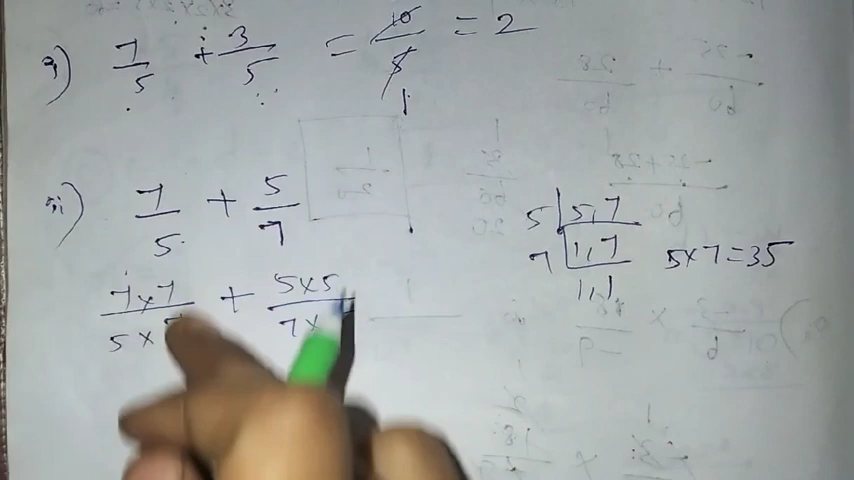 i) 7/5 + 3/5 = 10/5 = 2
1
ii) 7/5 + 5/7
5 | 5,7
7 | 1,7 5×7=35
1,1
7×7/5× + 5×5/7×